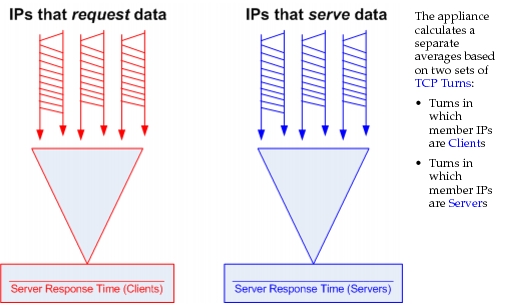 IPs that request data
IPs that serve data
Server Response Time (Clients)
Server Response Time (Servers)
The appliance
calculates a
separate
averages based
on two sets of
TCP Turns:
• Turns in
which
member IPs
are Clients
• Turns in
which
member IPs
are Servers